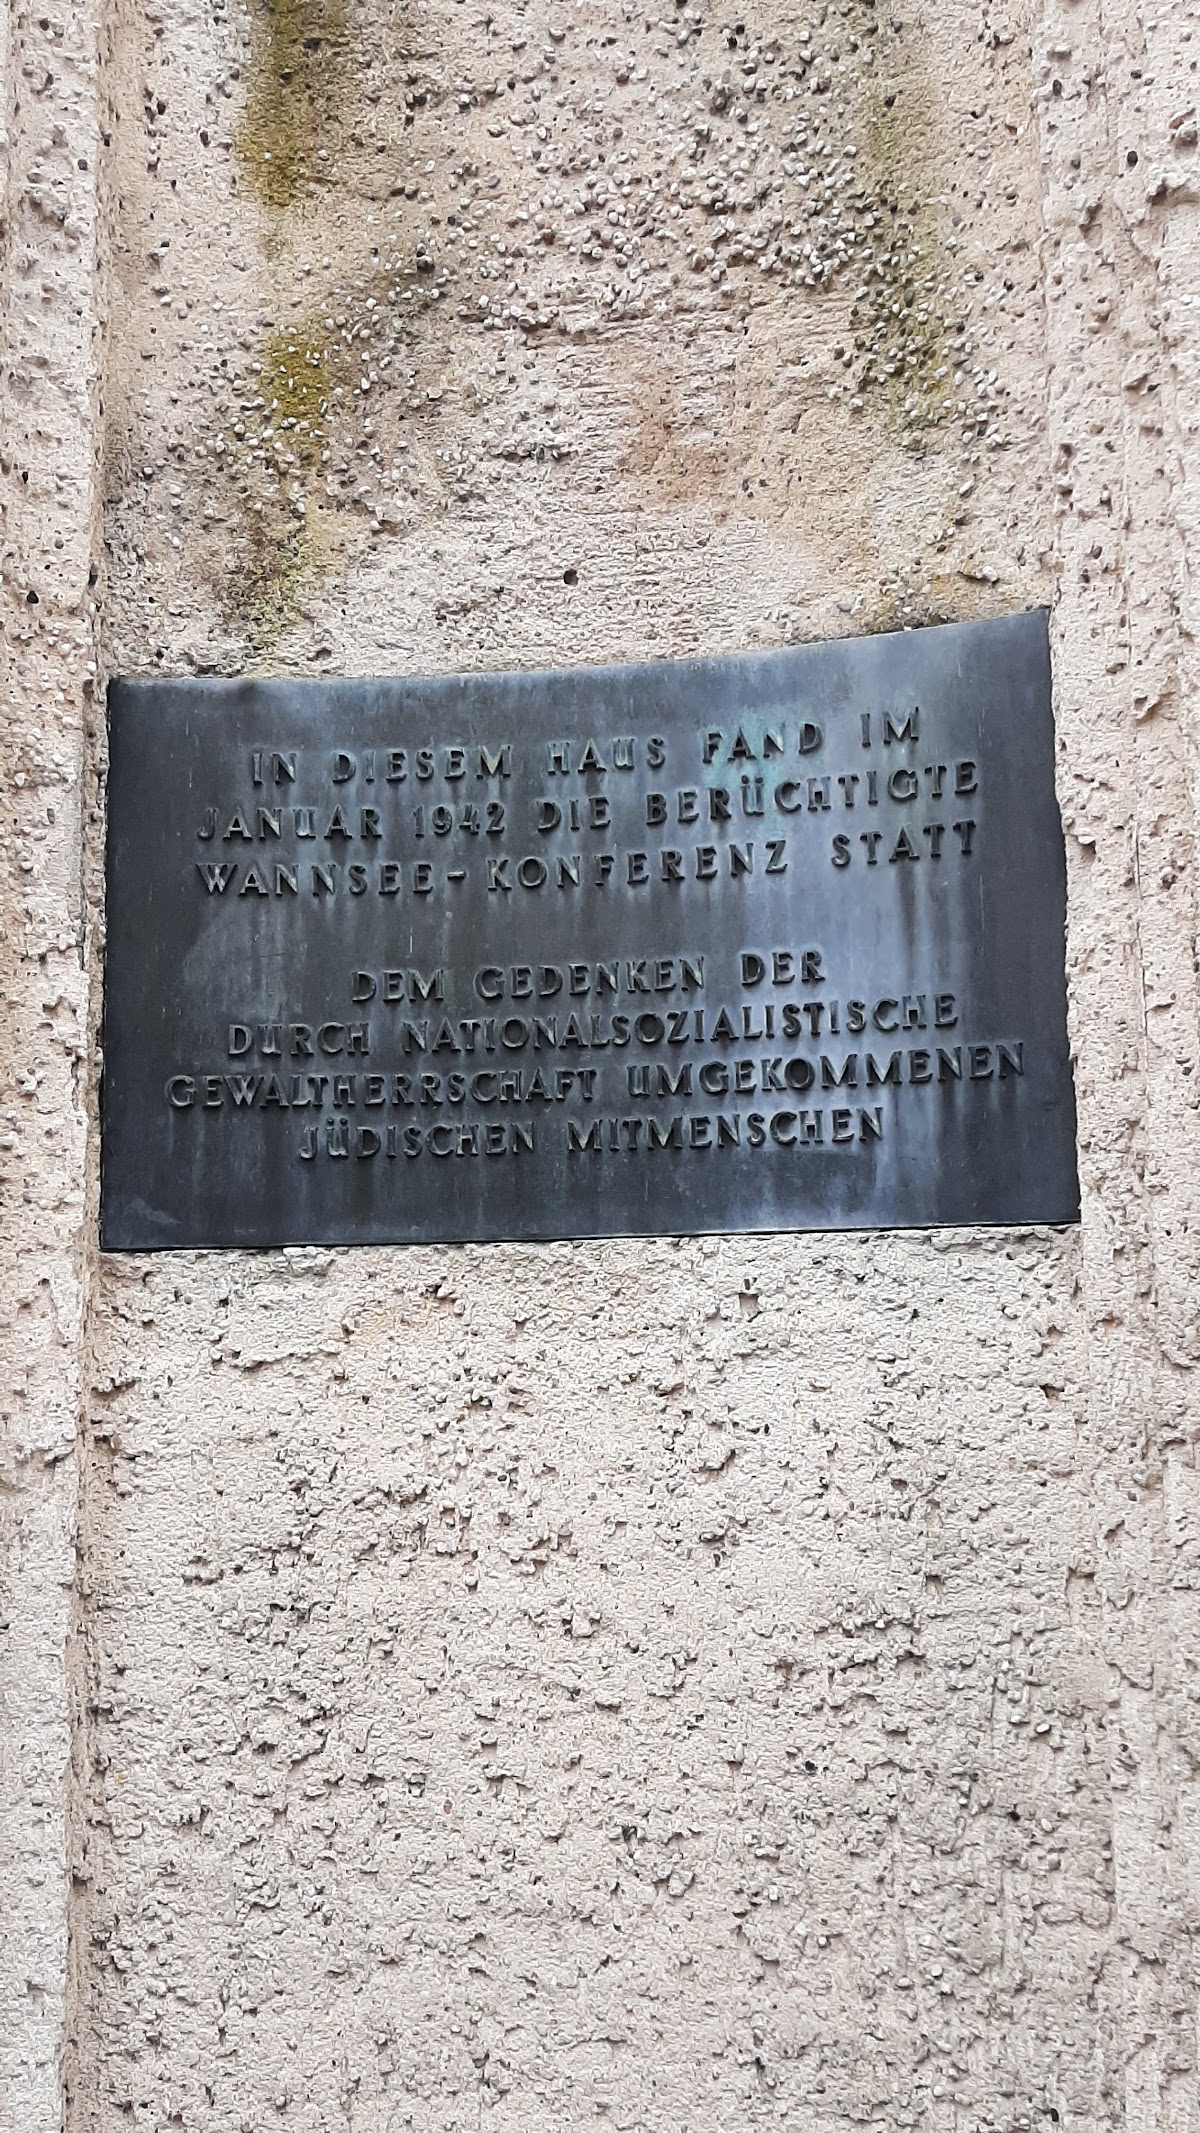 IN DIESEM HAUS FAND IM
JANUAR 1942 DIE BERÜCHTIGTE
WANNSEE-KONFERENZ STATT
DEM GEDENKEN DER
DURCH NATIONALSOZIALISTISCHE
GEWALTHERRSCHAFT UMGEKOMMENEN
JÜDISCHEN MITMENSCHEN